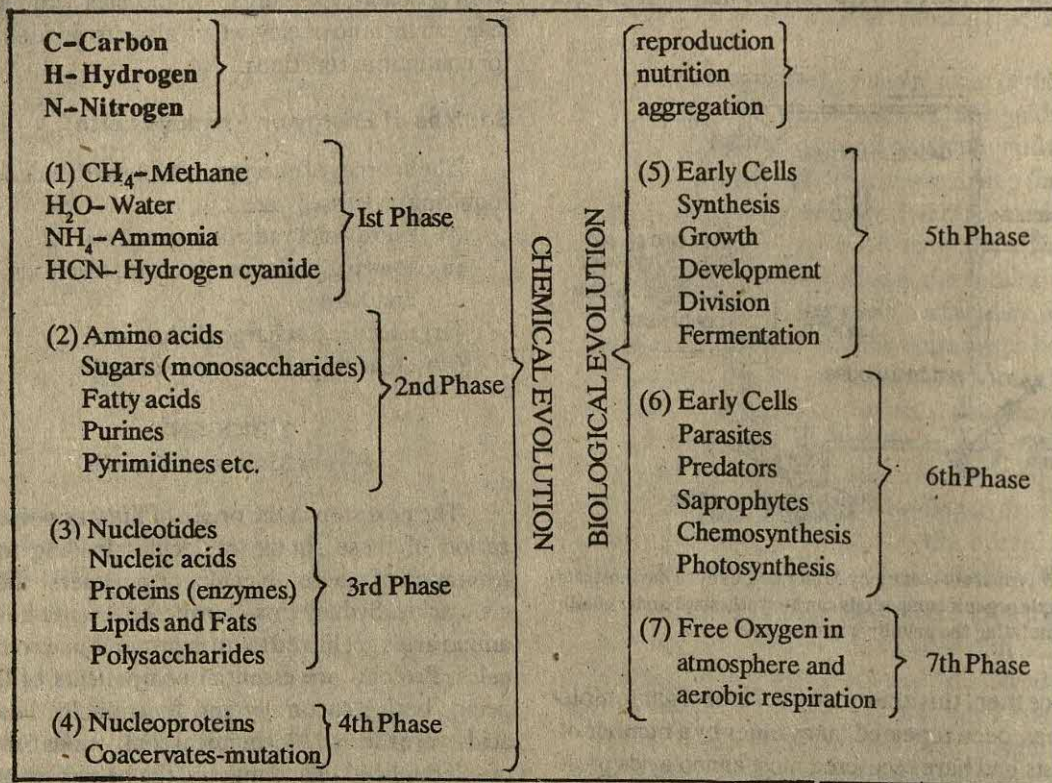 C-Carbon
H-Hydrogen
N-Nitrogen
(1) CH₄-Methane
H₂O- Water
NH₄-Ammonia
HCN- Hydrogen cyanide
Ist Phase
(2) Amino acids
Sugars (monosaccharides)
Fatty acids
Purines
Pyrimidines etc.
2nd Phase
(3) Nucleotides
Nucleic acids
Proteins (enzymes)
Lipids and Fats
Polysaccharides
3rd Phase
(4) Nucleoproteins
Coacervates-mutation
4th Phase
CHEMICAL EVOLUTION
BIOLOGICAL EVOLUTION
reproduction
nutrition
aggregation
(5) Early Cells
Synthesis
Growth
Development
Division
Fermentation
5th Phase
(6) Early Cells
Parasites
Predators
Saprophytes
Chemosynthesis
Photosynthesis
6th Phase
(7) Free Oxygen in
atmosphere and
aerobic respiration
7th Phase